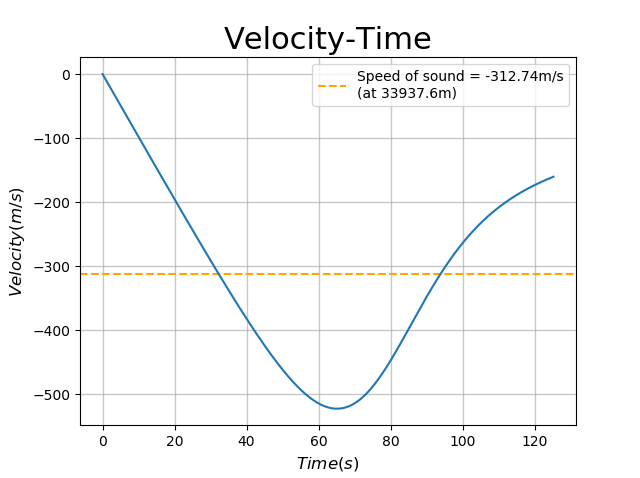 Velocity-Time
Speed of sound = -312.74m/s
(at 33937.6m)
0
−100
−200
−300
−400
−500
Velocity(m/s)
0 20 40 60 80 100 120
Time(s)